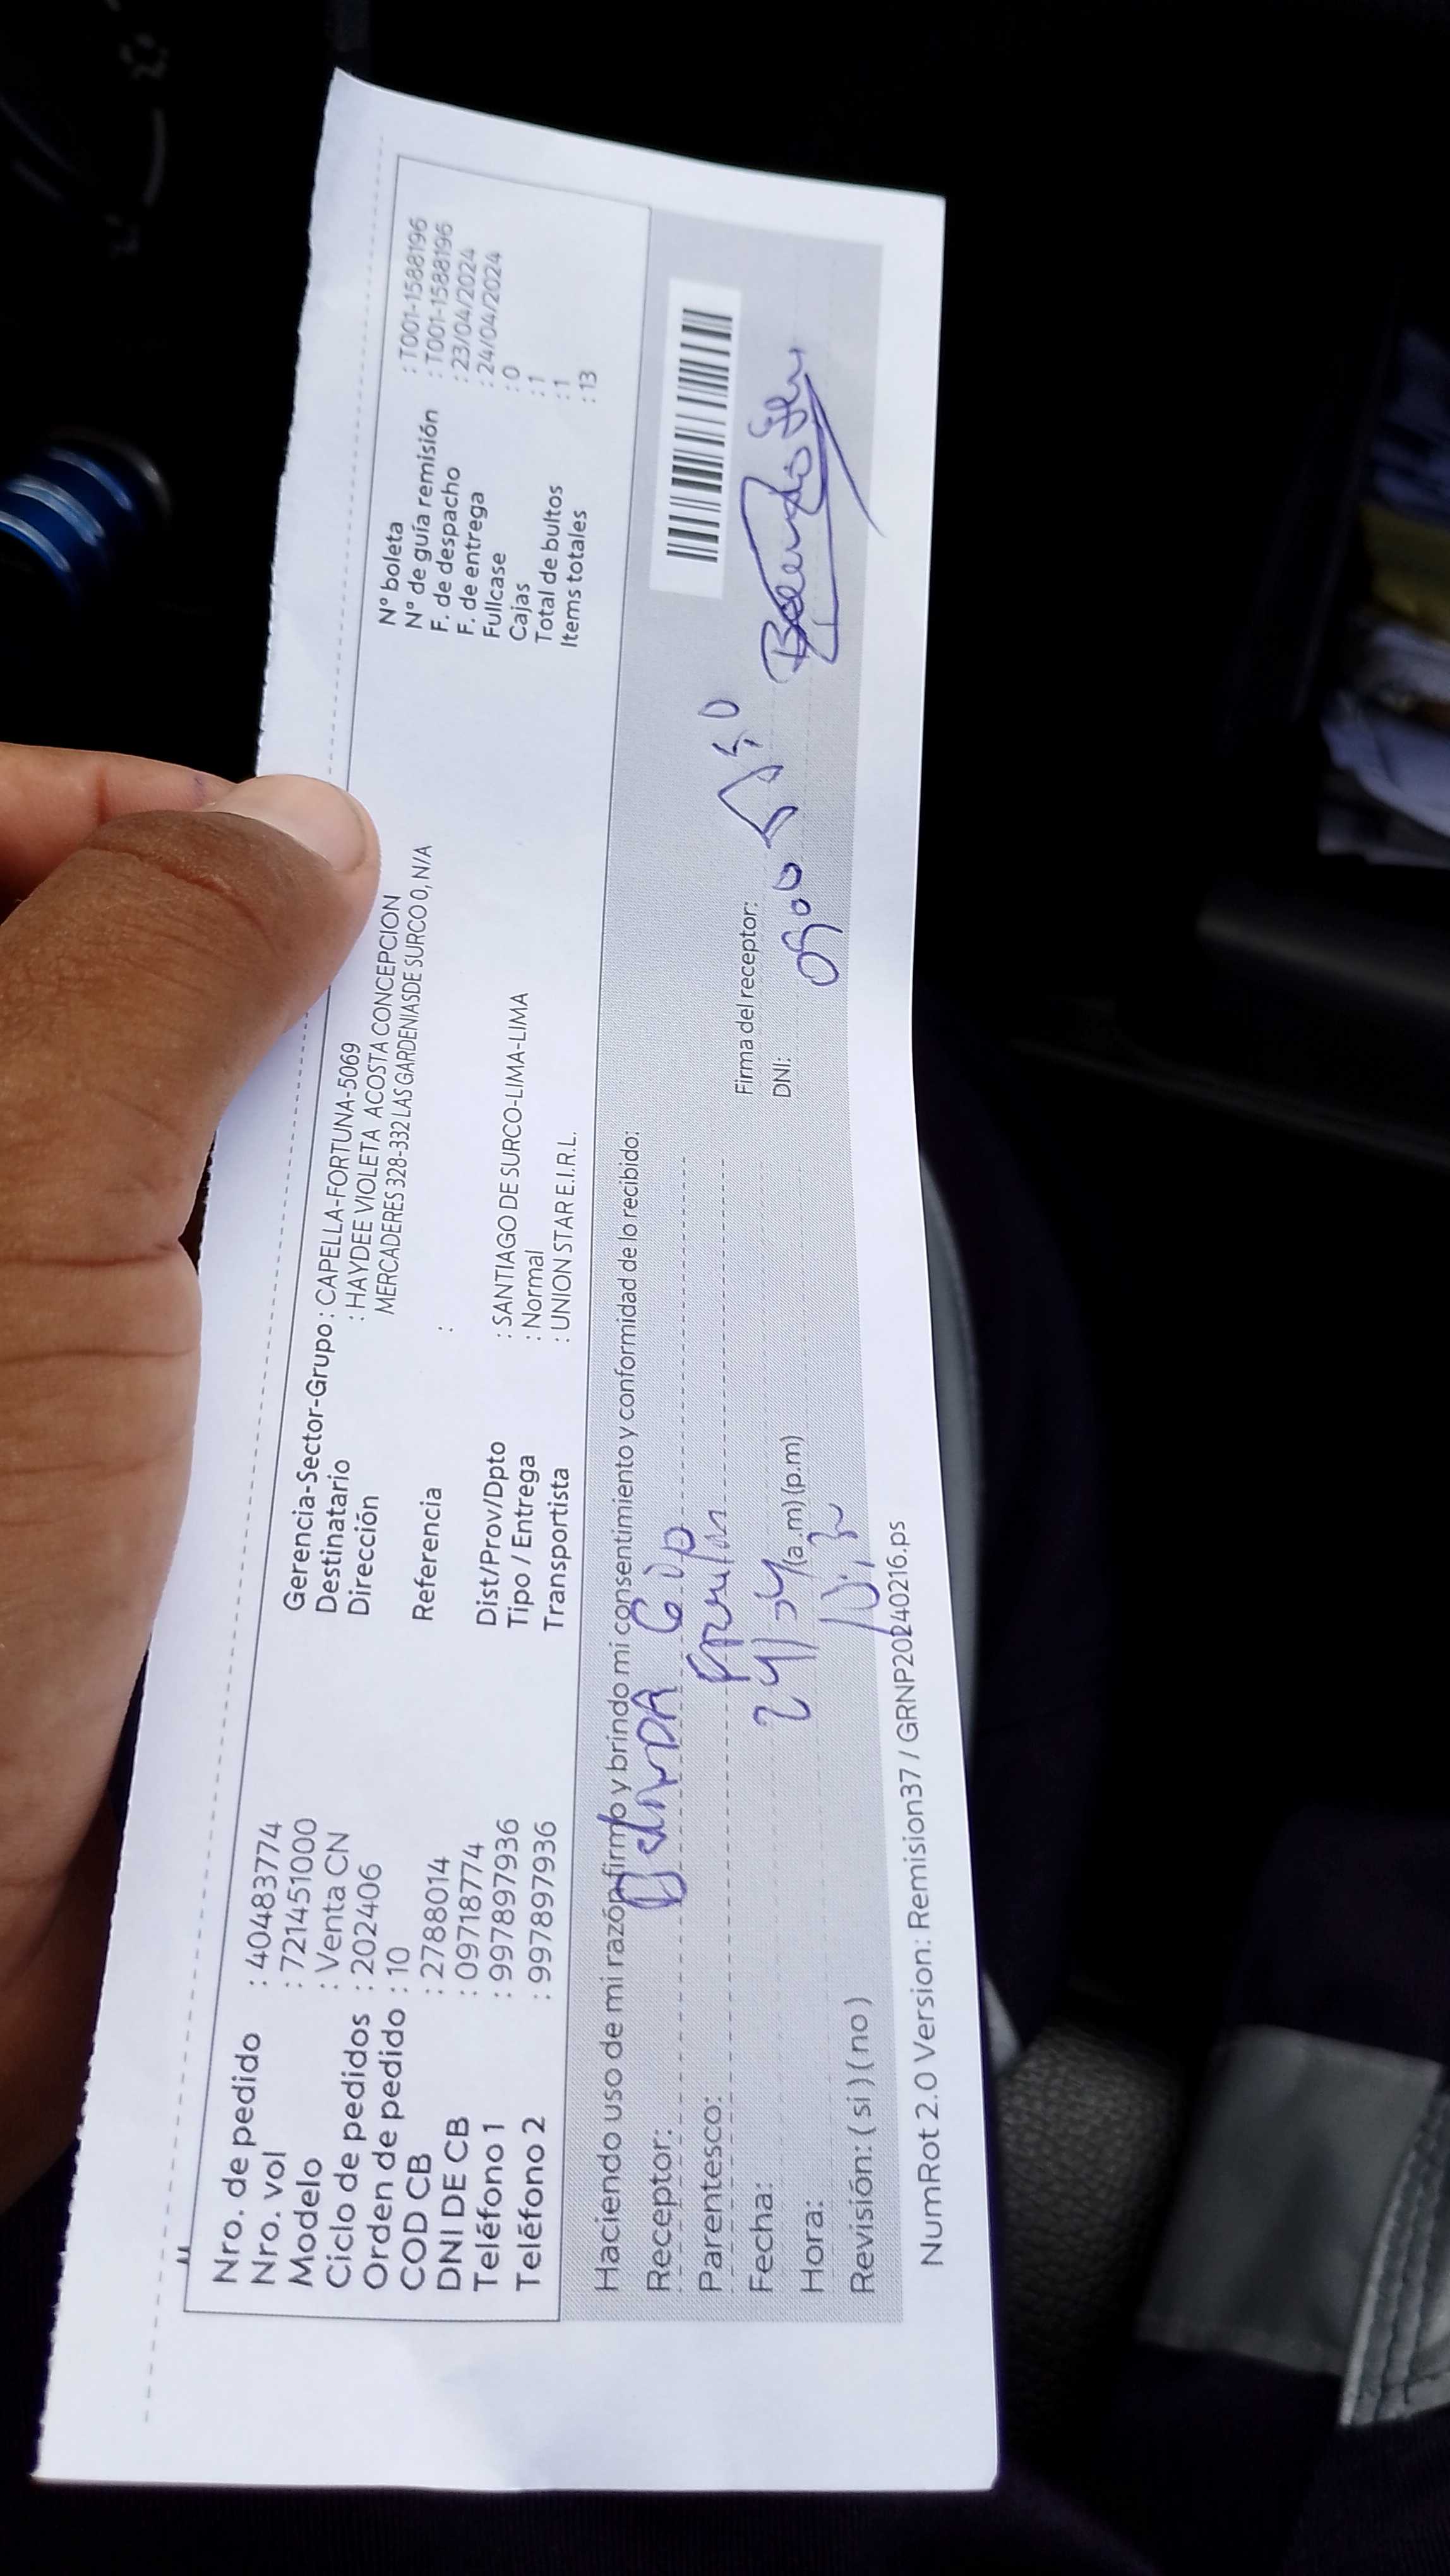 Nro. de pedido : 40483774
Nro. vol : 721451000
Modelo : Venta CN
Ciclo de pedidos : 202406
Orden de pedido : 10
COD CB : 2788014
DNI DE CB : 09718774
Teléfono 1 : 997897936
Teléfono 2 : 997897936
Gerencia-Sector-Grupo : CAPELLA-FORTUNA-5069
Destinatario : HAYDEE VIOLETA ACOSTA CONCEPCION
Dirección MERCADERES 328-332 LAS GARDENIASDE SURCO 0, N/A
Referencia :
Dist/Prov/Dpto : SANTIAGO DE SURCO-LIMA-LIMA
Tipo / Entrega : Normal
Transportista : UNION STAR E.I.R.L.
N° boleta : T001-1588196
N° de guía remisión : T001-1588196
F. de despacho : 23/04/2024
F. de entrega : 24/04/2024
Fullcase : 0
Cajas : 1
Total de bultos : 1
Items totales : 13
Haciendo uso de mi razón firmo y brindo mi consentimiento y conformidad de lo recibido:
Receptor:
Parentesco:
Fecha:
Hora: (a.m) (p.m)
Revisión: ( si ) ( no )
Firma del receptor:
DNI:
NumRot 2.0 Version: Remision37 / GRNP20240216.ps